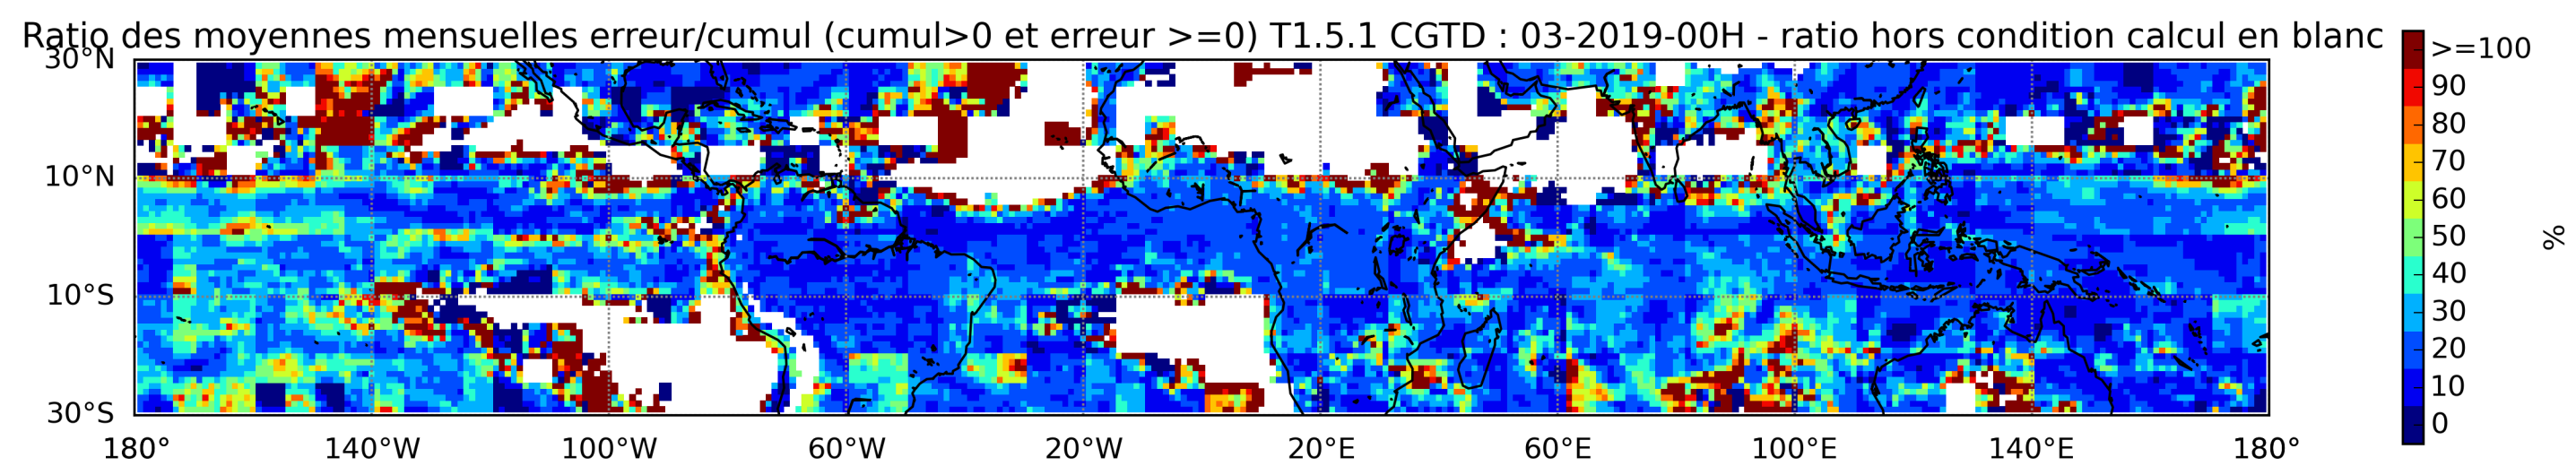 Ratio des moyennes mensuelles erreur/cumul (cumul>0 et erreur >=0) T1.5.1 CGTD : 03-2019-00H - ratio hors condition calcul en blanc
30°N
10°N
10°S
30°S
180° 140°W 100°W 60°W 20°W 20°E 60°E 100°E 140°E 180°
>=100
90
80
70
60
50
40
30
20
10
0
%